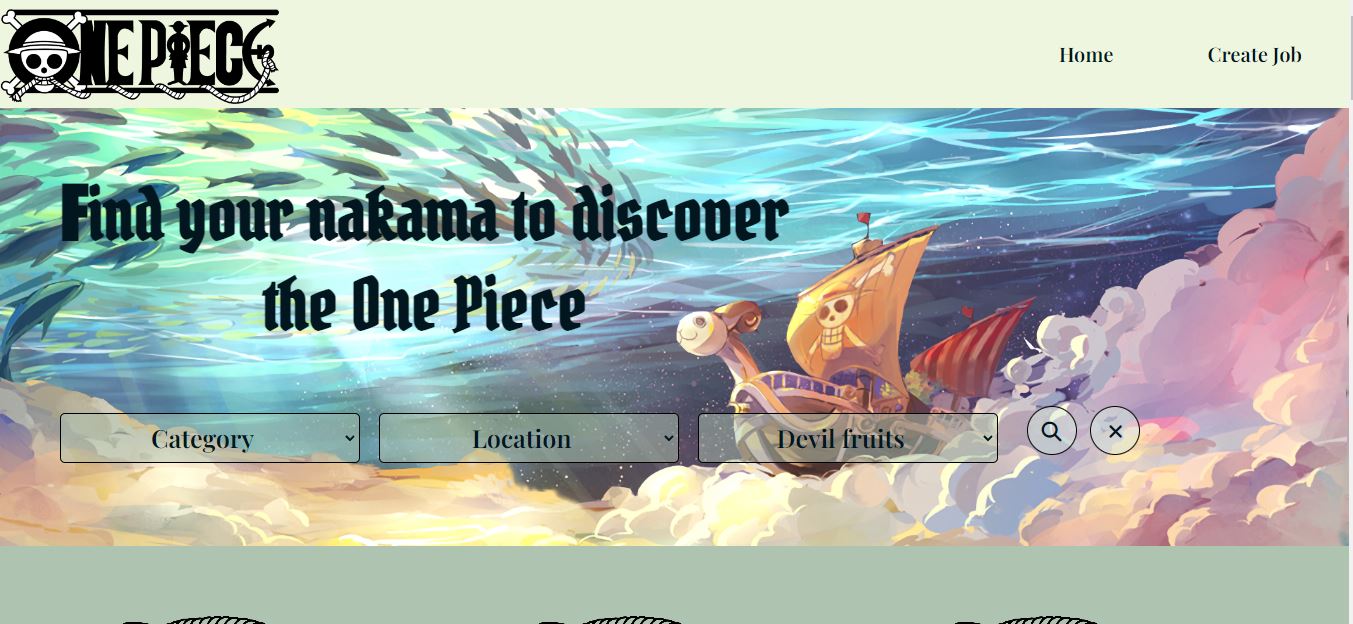 ONE PIECE
Home
Create Job
Find your nakama to discover
the One Piece
Category
Location
Devil fruits